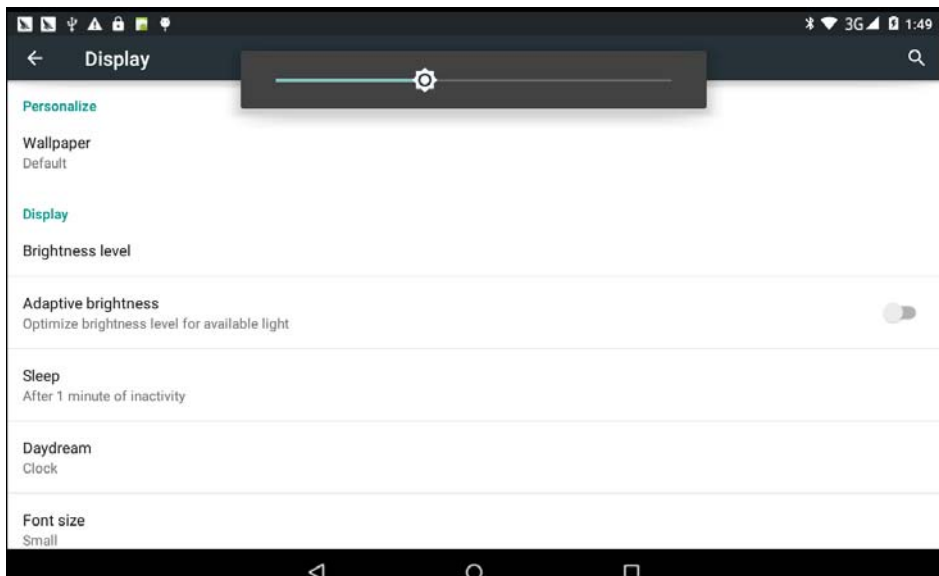 3G 1:49
Display
Personalize
Wallpaper
Default
Display
Brightness level
Adaptive brightness
Optimize brightness level for available light
Sleep
After 1 minute of inactivity
Daydream
Clock
Font size
Small